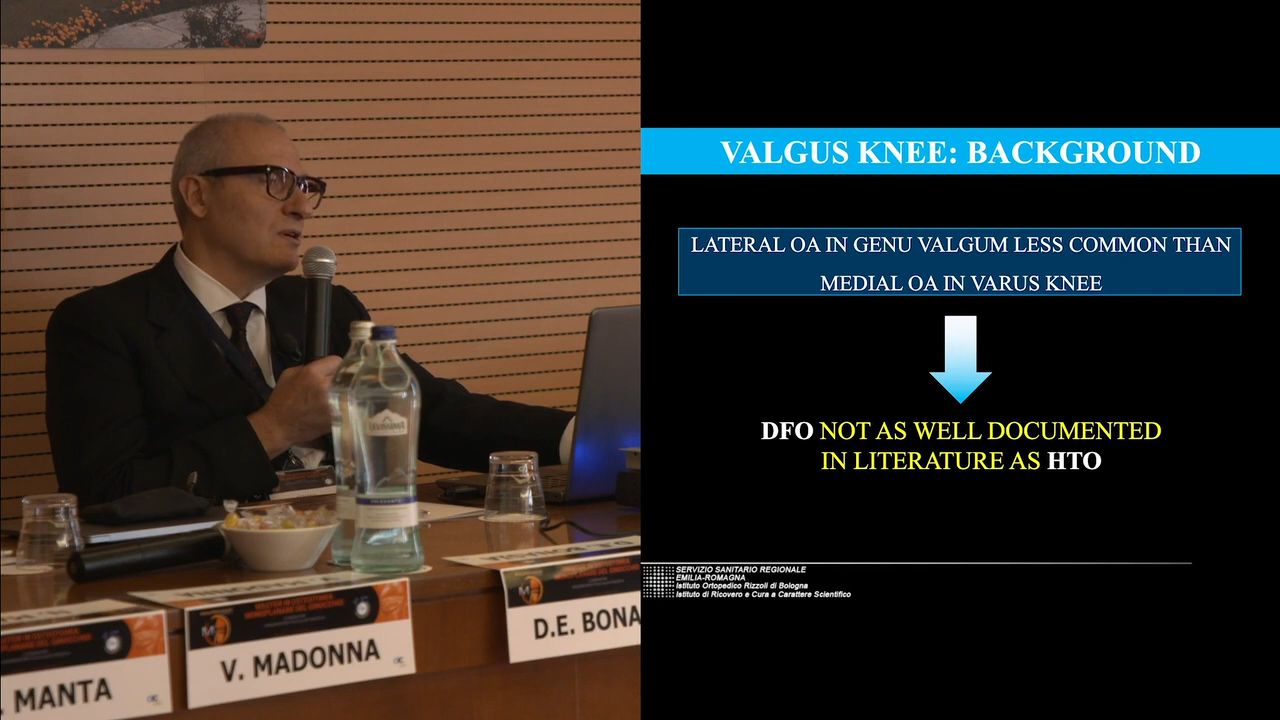 VALGUS KNEE: BACKGROUND
LATERAL OA IN GENU VALGUM LESS COMMON THAN
MEDIAL OA IN VARUS KNEE
DFO NOT AS WELL DOCUMENTED
IN LITERATURE AS HTO
SERVIZIO SANITARIO REGIONALE
EMILIA-ROMAGNA
Istituto Ortopedico Rizzoli di Bologna
Istituto di Ricovero e Cura a Carattere Scientifico
MANTA
V. MADONNA
D.E. BONA